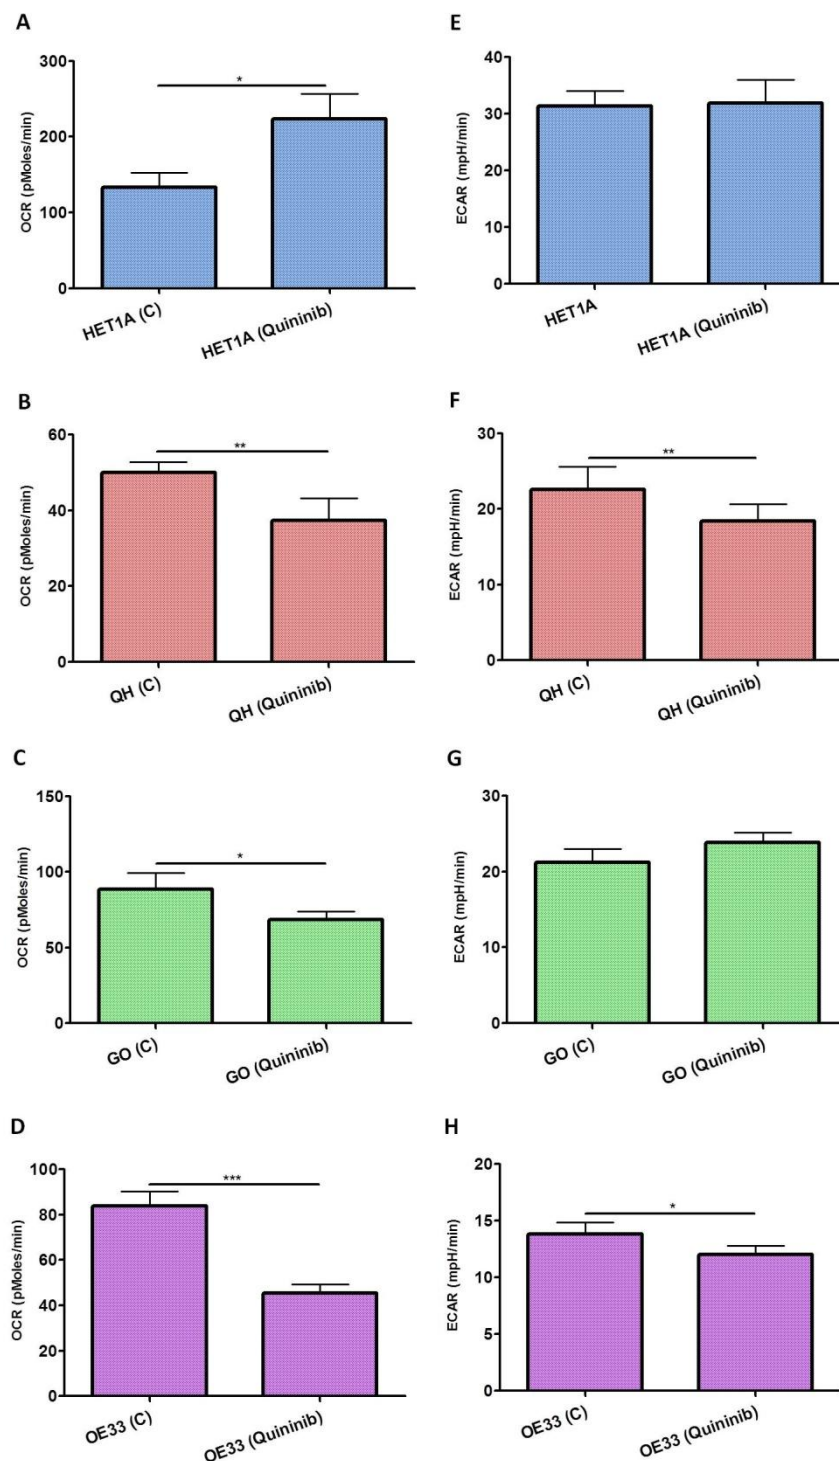 A
OCR (pMoles/min)
300
200
100
0
*
HET1A (C)
HET1A (Quininib)
E
ECAR (mpH/min)
40
30
20
10
0
HET1A
HET1A (Quininib)
B
OCR (pMoles/min)
60
40
20
0
**
QH (C)
QH (Quininib)
F
ECAR (mpH/min)
30
20
10
0
**
QH (C)
QH (Quininib)
C
OCR (pMoles/min)
150
100
50
0
*
GO (C)
GO (Quininib)
G
ECAR (mpH/min)
30
20
10
0
GO (C)
GO (Quininib)
D
OCR (pMoles/min)
100
80
60
40
20
0
***
OE33 (C)
OE33 (Quininib)
H
ECAR (mpH/min)
20
15
10
5
0
*
OE33 (C)
OE33 (Quininib)